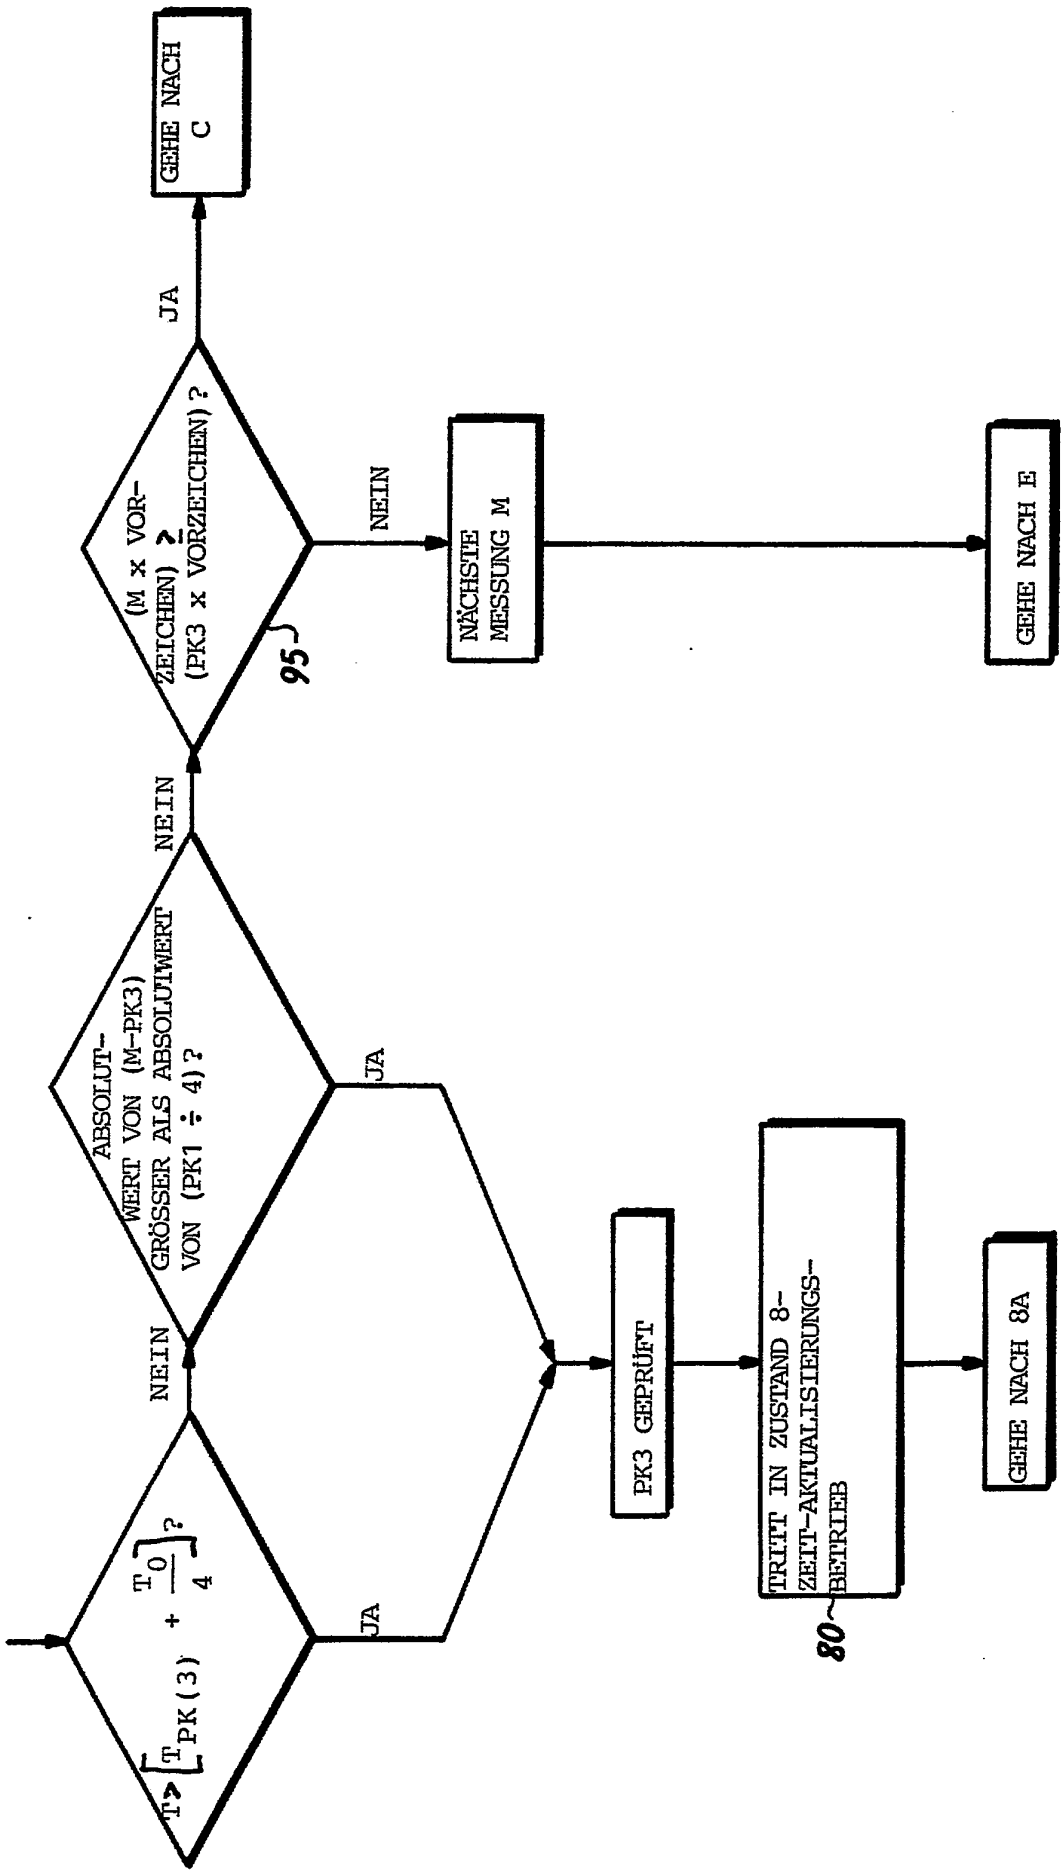 T>[T_PK(3) + T_0/4]?
NEIN
JA
ABSOLUT-
WERT VON (M-PK3)
GRÖSSER ALS ABSOLUTWERT
VON (PK1 ÷ 4)?
NEIN
JA
(M x VOR-
ZEICHEN) ≥
(PK3 x VORZEICHEN)?
95
JA
GEHE NACH
C
NEIN
NÄCHSTE
MESSUNG M
GEHE NACH E
PK3 GEPRÜFT
TRITT IN ZUSTAND 8-
ZEIT-AKTUALISIERUNGS-
BETRIEB
80
GEHE NACH 8A